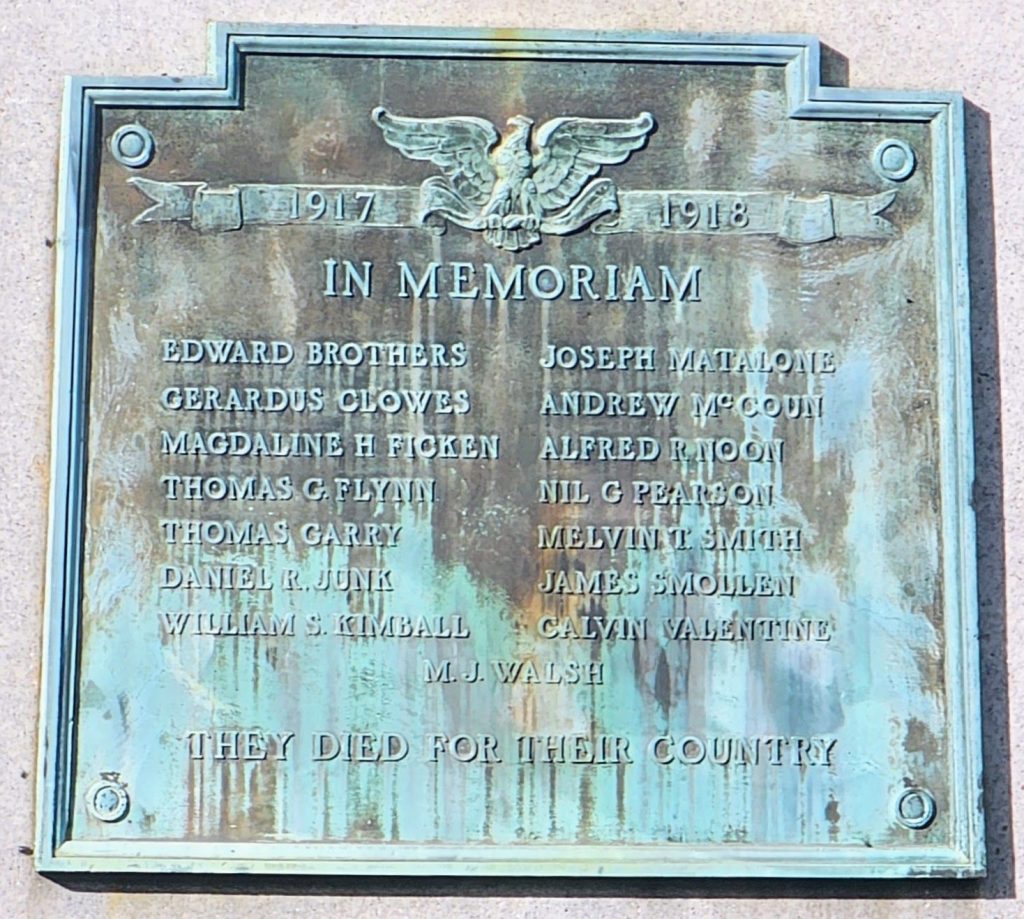 1917 1918
IN MEMORIAM
EDWARD BROTHERS
GERARDUS CLOWES
MAGDALINE H FICKEN
THOMAS G. FLYNN
THOMAS GARRY
DANIEL R. JUNK
WILLIAM S. KIMBALL
JOSEPH MATALONE
ANDREW McCOUN
ALFRED R. NOON
NIL G PEARSON
MELVIN T. SMITH
JAMES SMOLLEN
CALVIN VALENTINE
M. J. WALSH
THEY DIED FOR THEIR COUNTRY